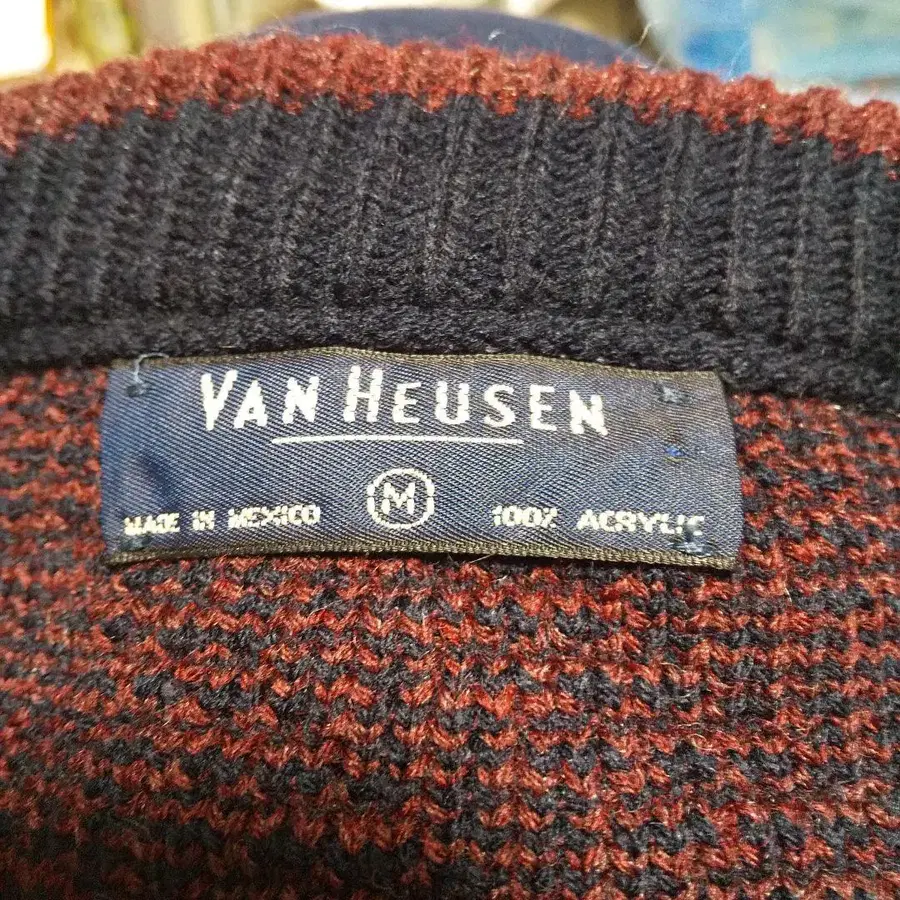 VAN HEUSEN
M
MADE IN MEXICO 100% ACRYLIC